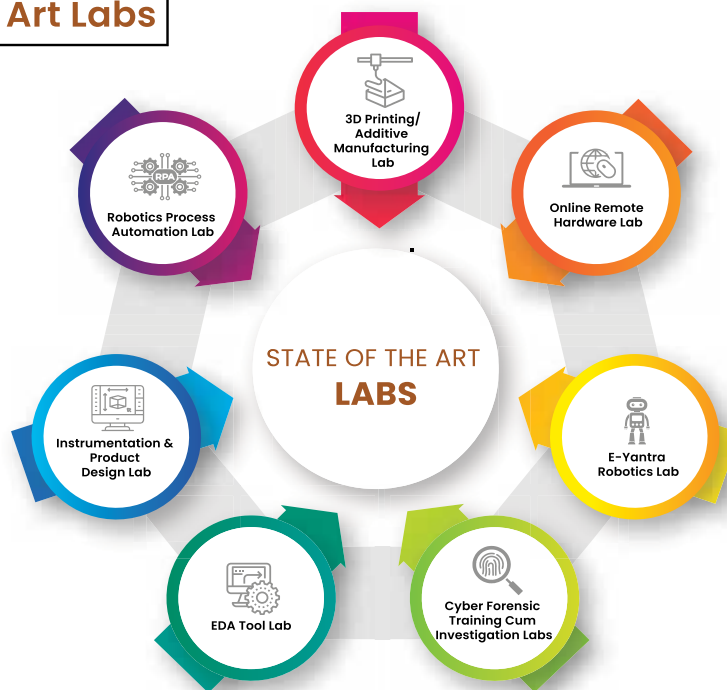 Art Labs
3D Printing/
Additive
Manufacturing
Lab
RPA
Robotics Process
Automation Lab
Online Remote
Hardware Lab
STATE OF THE ART
LABS
Instrumentation &
Product
Design Lab
E-Yantra
Robotics Lab
EDA Tool Lab
Cyber Forensic
Training Cum
Investigation Labs